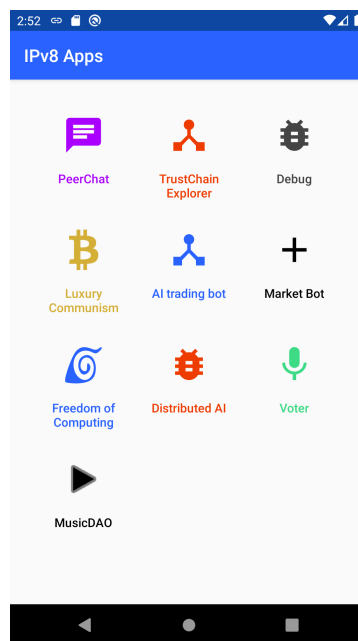 2:52
IPv8 Apps
PeerChat
TrustChain
Explorer
Debug
Luxury
Communism
AI trading bot
Market Bot
Freedom of
Computing
Distributed AI
Voter
MusicDAO